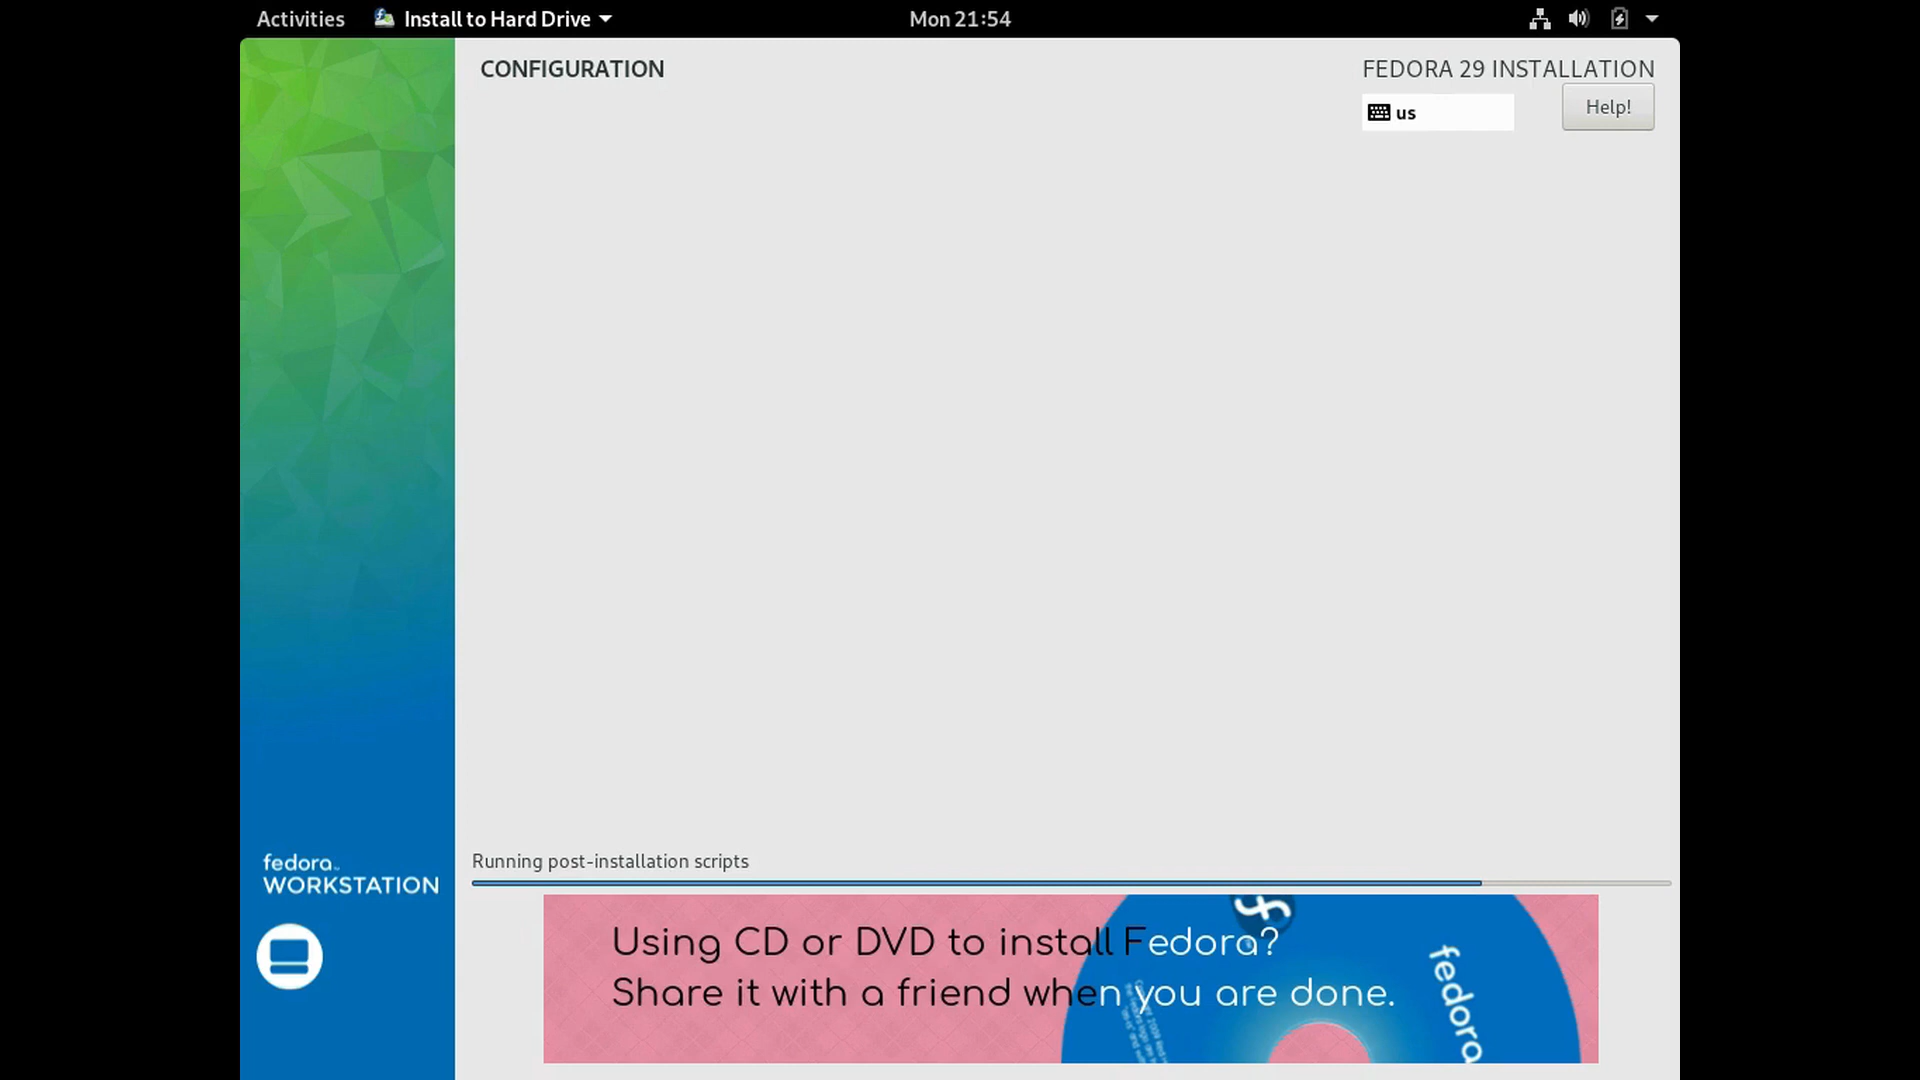 Activities
Install to Hard Drive
Mon 21:54
CONFIGURATION
FEDORA 29 INSTALLATION
us
Help!
fedora
WORKSTATION
Running post-installation scripts
Using CD or DVD to install Fedora?
Share it with a friend when you are done.
fedora